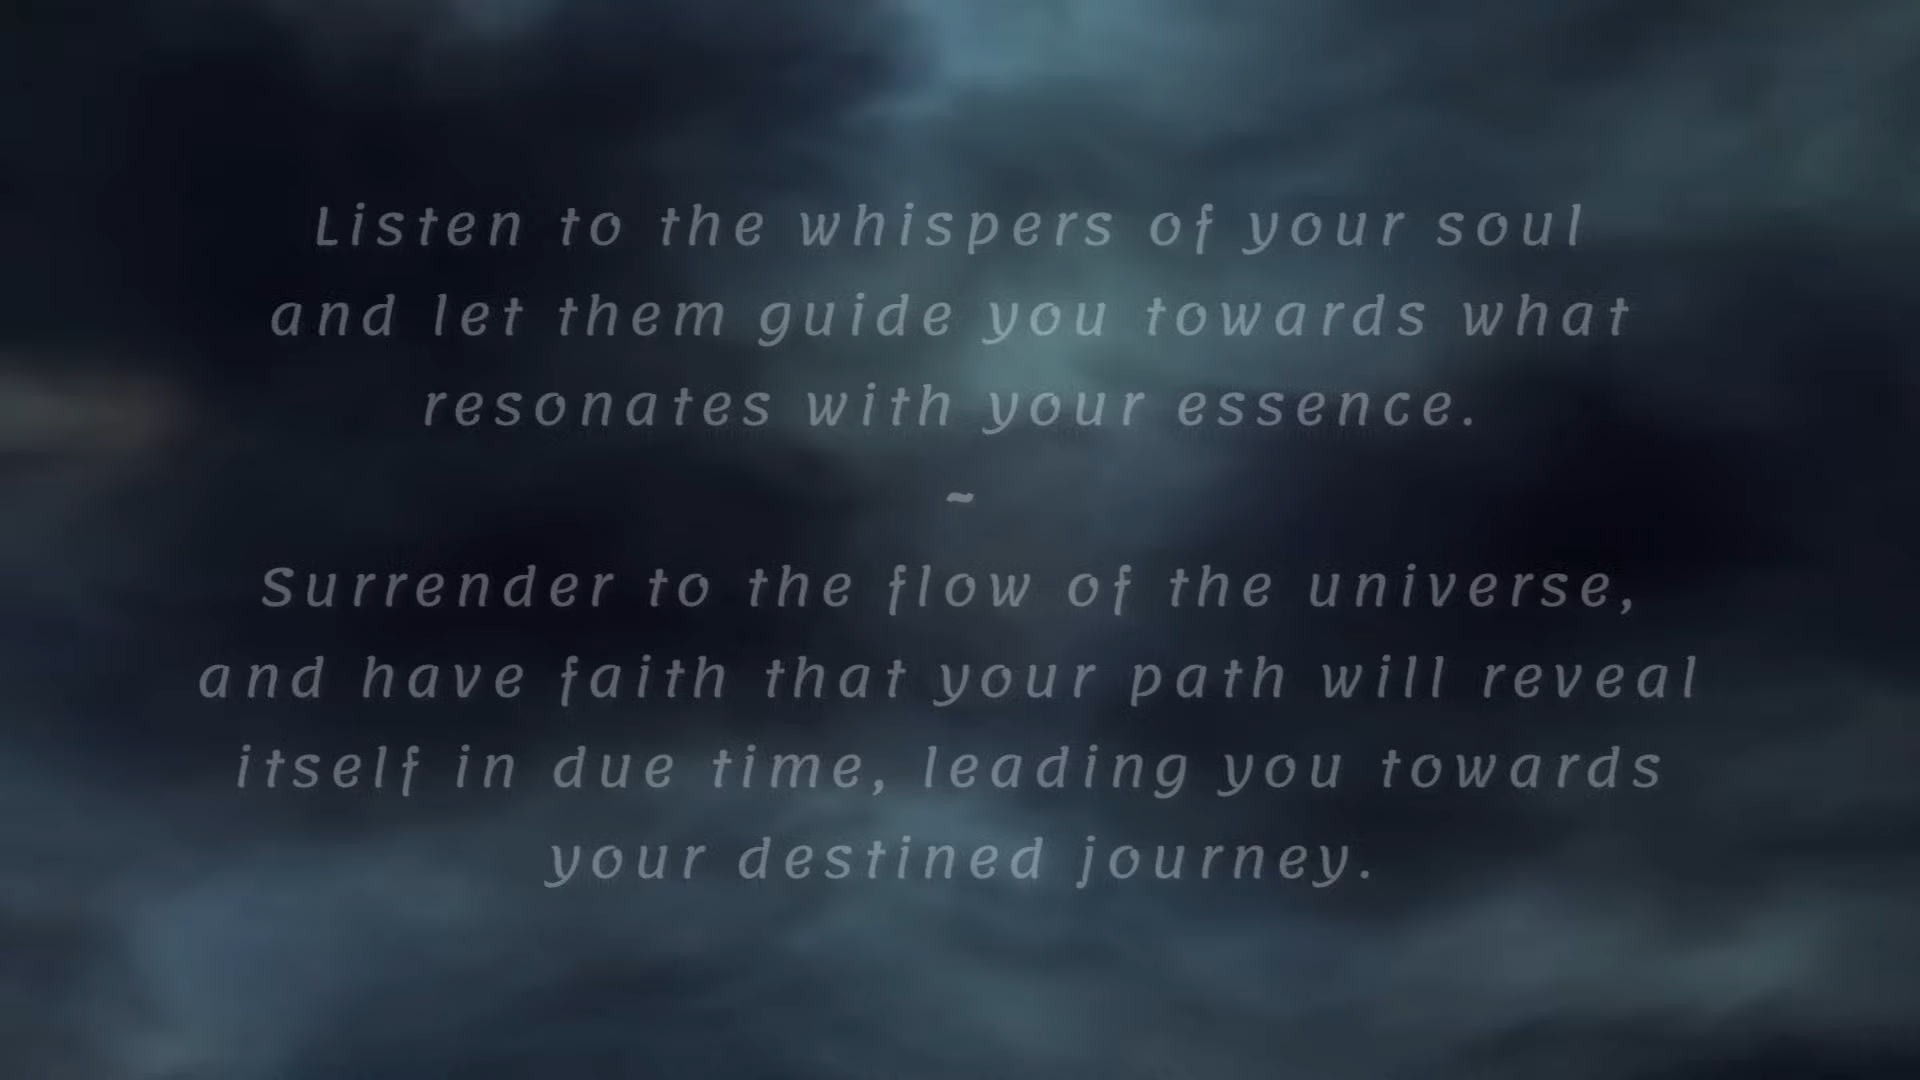 Listen to the whispers of your soul
and let them guide you towards what
resonates with your essence.
~
Surrender to the flow of the universe,
and have faith that your path will reveal
itself in due time, leading you towards
your destined journey.